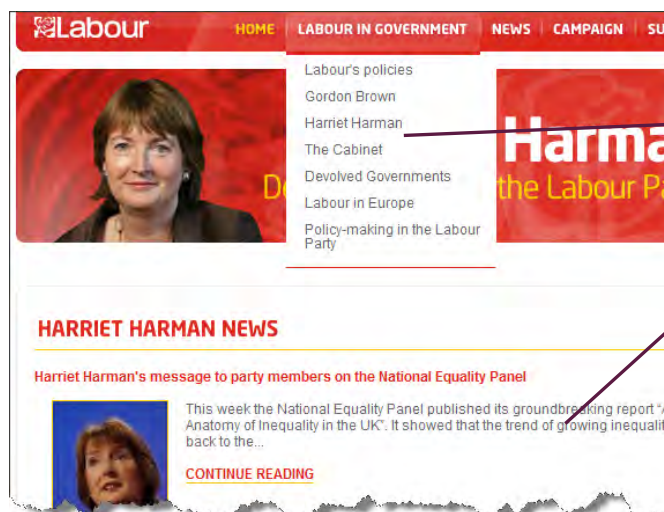 Labour HOME LABOUR IN GOVERNMENT NEWS CAMPAIGN
Labour's policies
Gordon Brown
Harriet Harman
The Cabinet
Devolved Governments
Labour in Europe
Policy-making in the Labour
Party
the Labour
HARRIET HARMAN NEWS
Harriet Harman's message to party members on the National Equality Panel
This week the National Equality Panel published its groundbreaking report
Anatomy of Inequality in the UK". It showed that the trend of growing
back to the...
CONTINUE READING